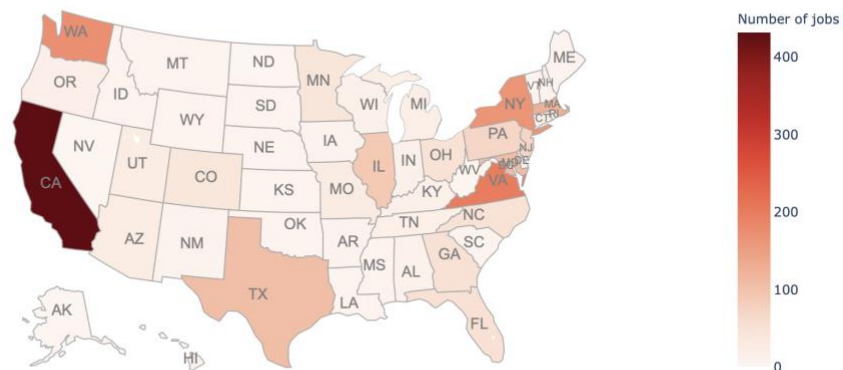 Number of jobs
WA
ME
MT
ND
VT
NH
OR
MN
ID
SD
WI
MI
NY
MA
400
WY
CT
RI
IA
PA
NE
NJ
NV
OH
300
UT
IL
IN
DE
CO
WV
CA
VA
KS
MO
KY
200
NC
TN
AZ
OK
NM
AR
SC
MS
AL
GA
100
TX
LA
AK
FL
HI
0